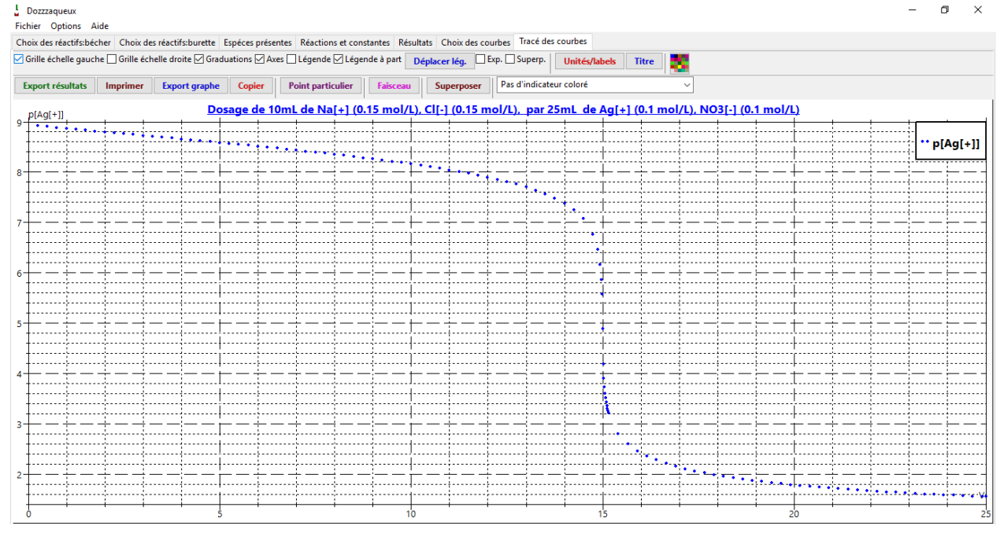 Dozzzaqueux
Fichier Options Aide
Choix des réactifs:bécher Choix des réactifs:burette Espéces présentes Réactions et constantes Résultats Choix des courbes Tracé des courbes
Grille échelle gauche Grille échelle droite Graduations Axes Légende Légende à part Déplacer lég. Exp. Superp. Unités/labels Titre
Export résultats Imprimer Export graphe Copier Point particulier Faisceau Superposer Pas d'indicateur coloré
Dosage de 10mL de Na[+] (0.15 mol/L), Cl[-] (0.15 mol/L), par 25mL de Ag[+] (0.1 mol/L), NO3[-] (0.1 mol/L)
p[Ag[+]]
9
p[Ag[+]]
8
7
6
5
4
3
2
V
0 5 10 15 20 25